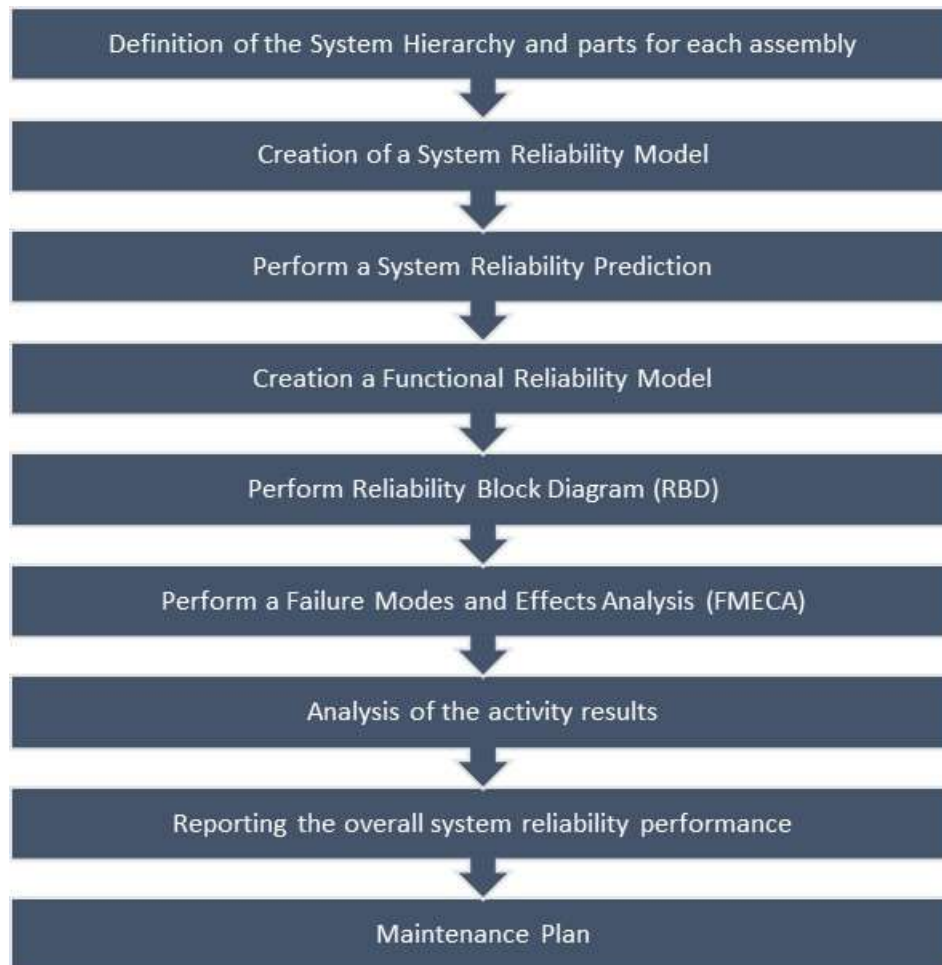 Definition of the System Hierarchy and parts for each assembly
Creation of a System Reliability Model
Perform a System Reliability Prediction
Creation a Functional Reliability Model
Perform Reliability Block Diagram (RBD)
Perform a Failure Modes and Effects Analysis (FMECA)
Analysis of the activity results
Reporting the overall system reliability performance
Maintenance Plan